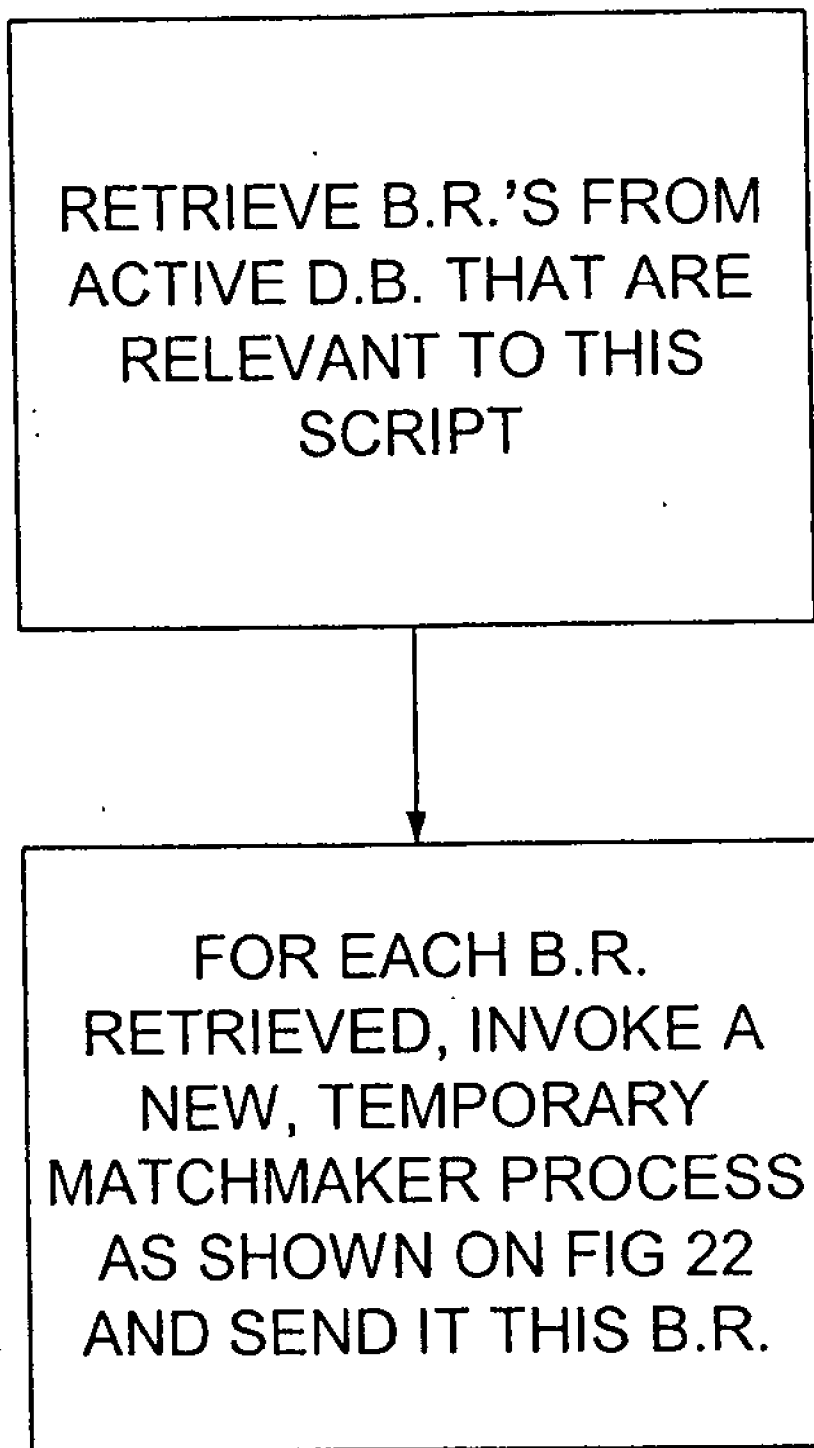 RETRIEVE B.R.'S FROM
ACTIVE D.B. THAT ARE
RELEVANT TO THIS
SCRIPT
FOR EACH B.R.
RETRIEVED, INVOKE A
NEW, TEMPORARY
MATCHMAKER PROCESS
AS SHOWN ON FIG 22
AND SEND IT THIS B.R.